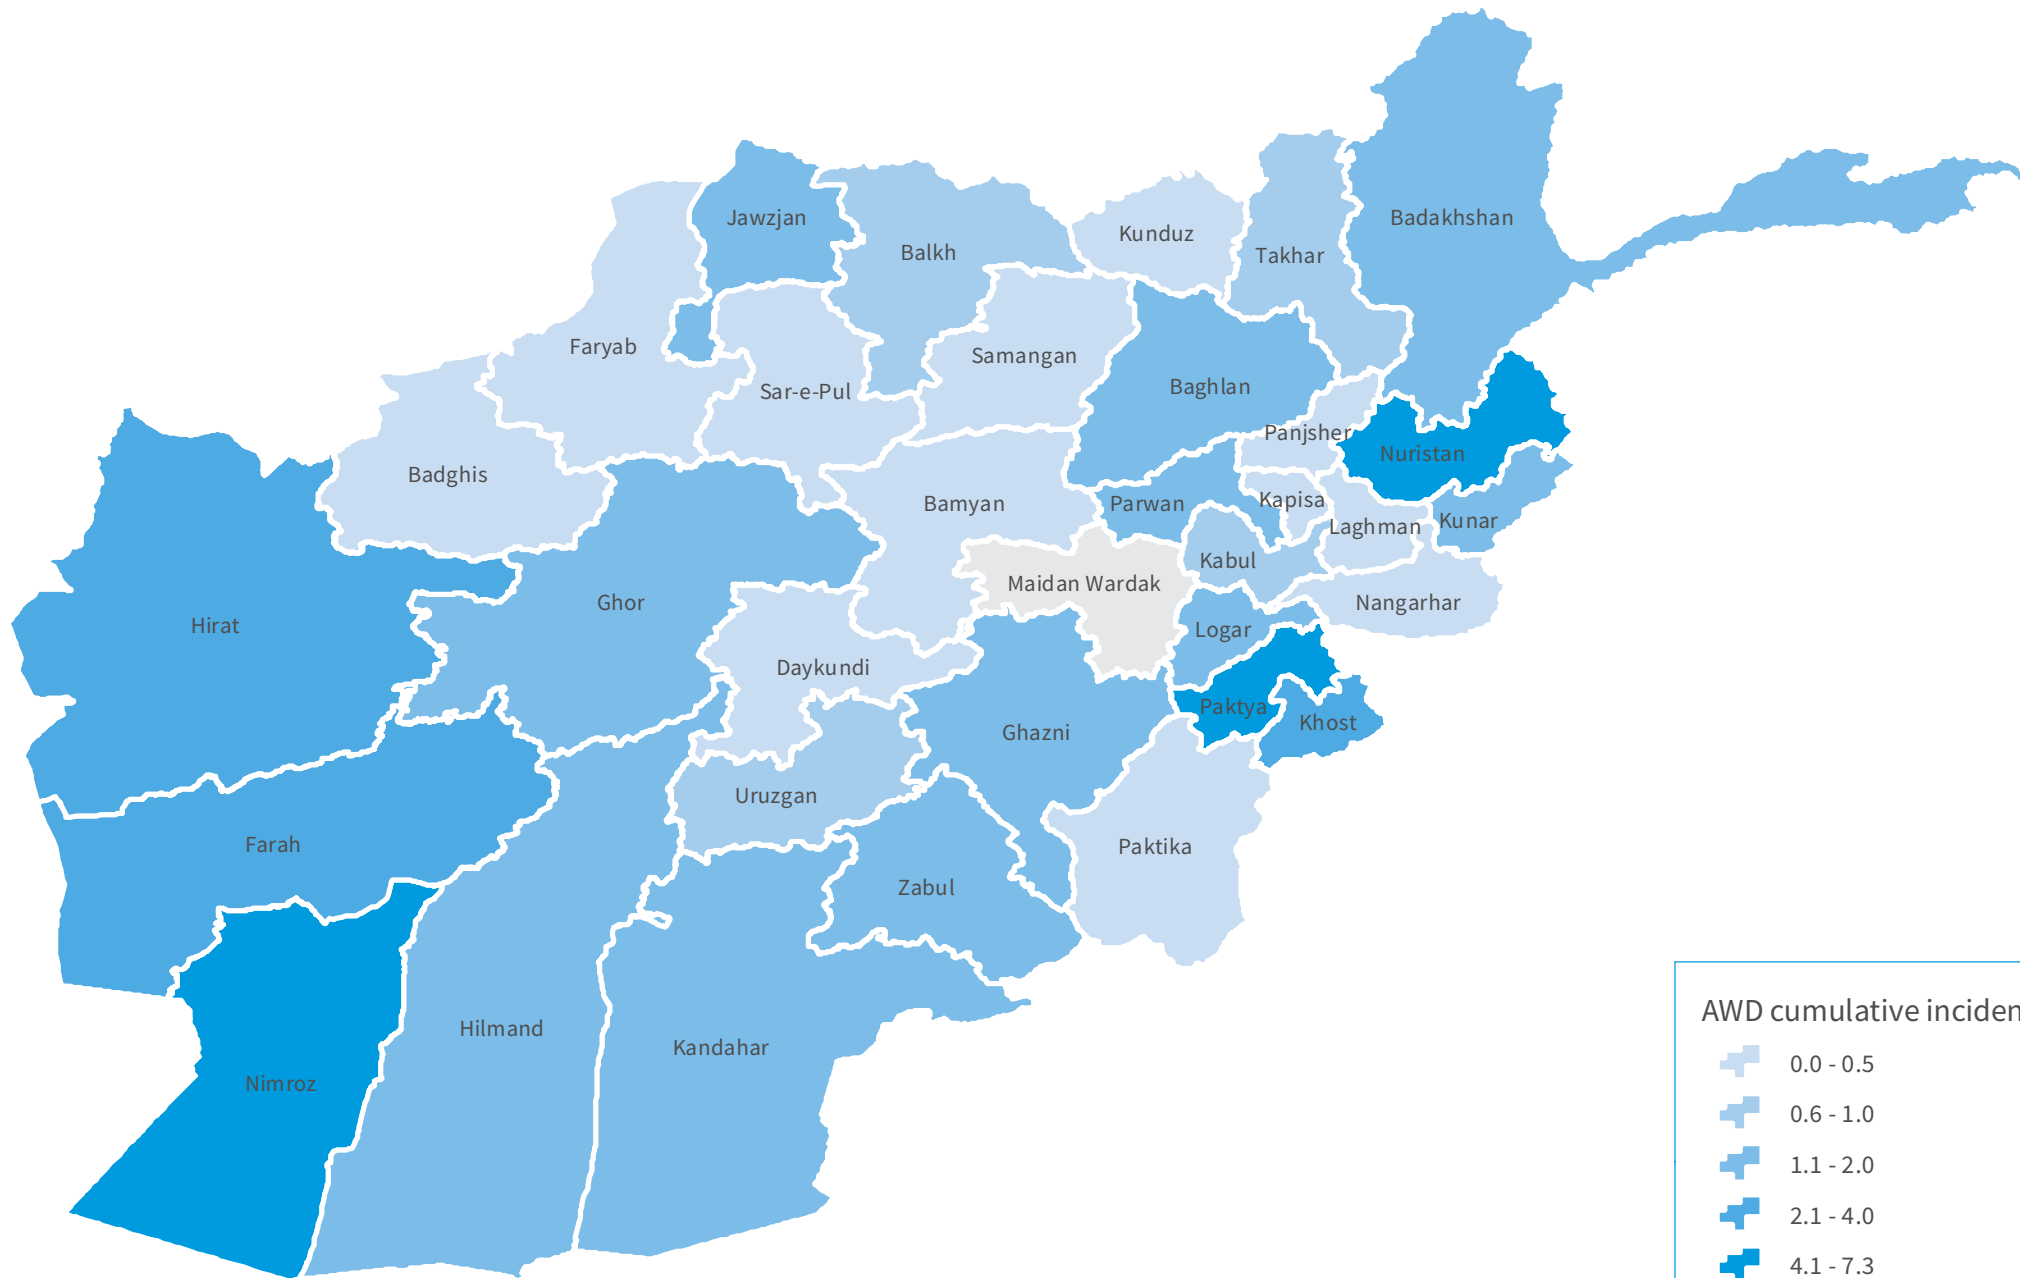 Jawzjan
Badakhshan
Kunduz
Balkh
Takhar
Faryab
Samangan
Baghlan
Sar-e-Pul
Panjsher
Nuristan
Badghis
Kapisa
Bamyan
Parwan
Kunar
Laghman
Kabul
Maidan Wardak
Ghor
Nangarhar
Hirat
Logar
Daykundi
Paktya
Khost
Ghazni
Uruzgan
Farah
Paktika
Zabul
Hilmand
Kandahar
Nimroz
AWD cumulative inciden
0.0 - 0.5
0.6 - 1.0
1.1 - 2.0
2.1 - 4.0
4.1 - 7.3